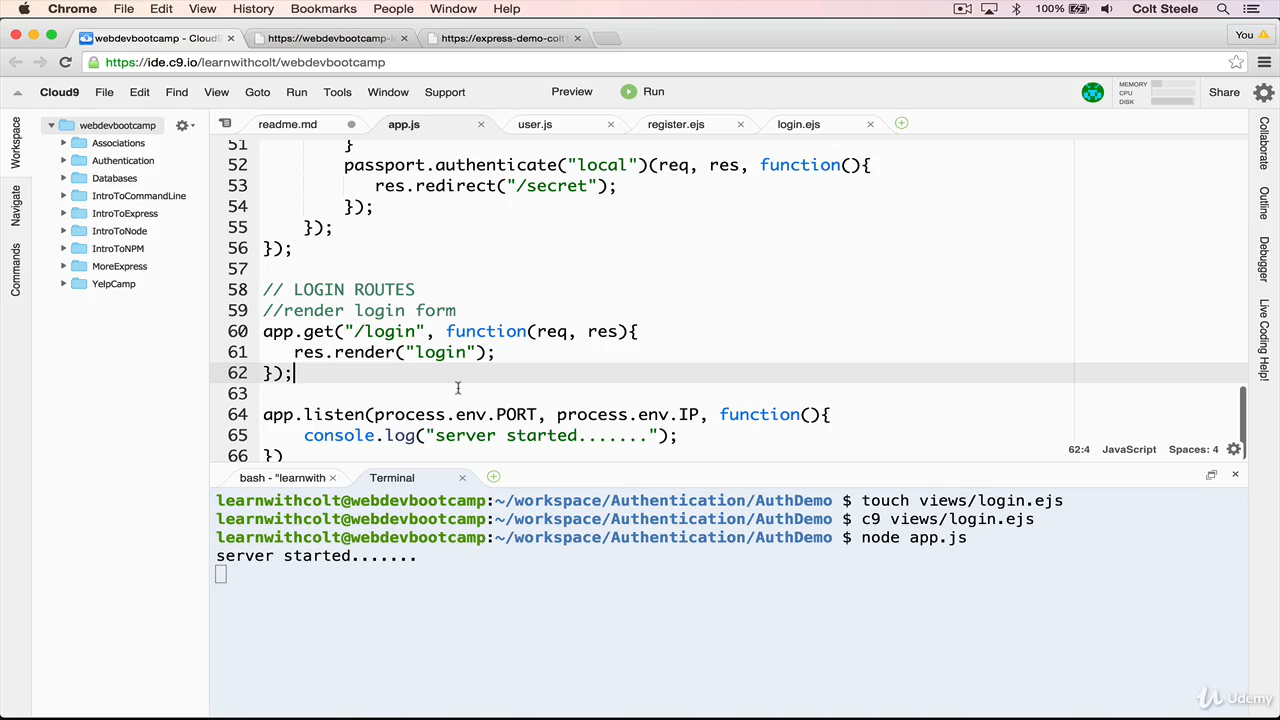 Chrome File Edit View History Bookmarks People Window Help 100% Colt Steele
webdevbootcamp - Cloud9 https://webdevbootcamp-l https://express-demo-colt You
https://ide.c9.io/learnwithcolt/webdevbootcamp
Cloud9 File Edit Find View Goto Run Tools Window Support Preview Run MEMORY CPU DISK Share
readme.md app.js user.js register.ejs login.ejs
Workspace
Navigate
Commands
webdevbootcamp
Associations
Authentication
Databases
IntroToCommandLine
IntroToExpress
IntroToNode
IntroToNPM
MoreExpress
YelpCamp
51 }
52 passport.authenticate("local")(req, res, function(){
53 res.redirect("/secret");
54 });
55 });
56 });
57
58 // LOGIN ROUTES
59 //render login form
60 app.get("/login", function(req, res){
61 res.render("login");
62 });
63
64 app.listen(process.env.PORT, process.env.IP, function(){
65 console.log("server started.......");
66 })
62:4 JavaScript Spaces: 4
Collaborate
Outline
Debugger
Live Coding Help!
bash - "learnwith Terminal
learnwithcolt@webdevbootcamp:~/workspace/Authentication/AuthDemo $ touch views/login.ejs
learnwithcolt@webdevbootcamp:~/workspace/Authentication/AuthDemo $ c9 views/login.ejs
learnwithcolt@webdevbootcamp:~/workspace/Authentication/AuthDemo $ node app.js
server started.......
Udemy